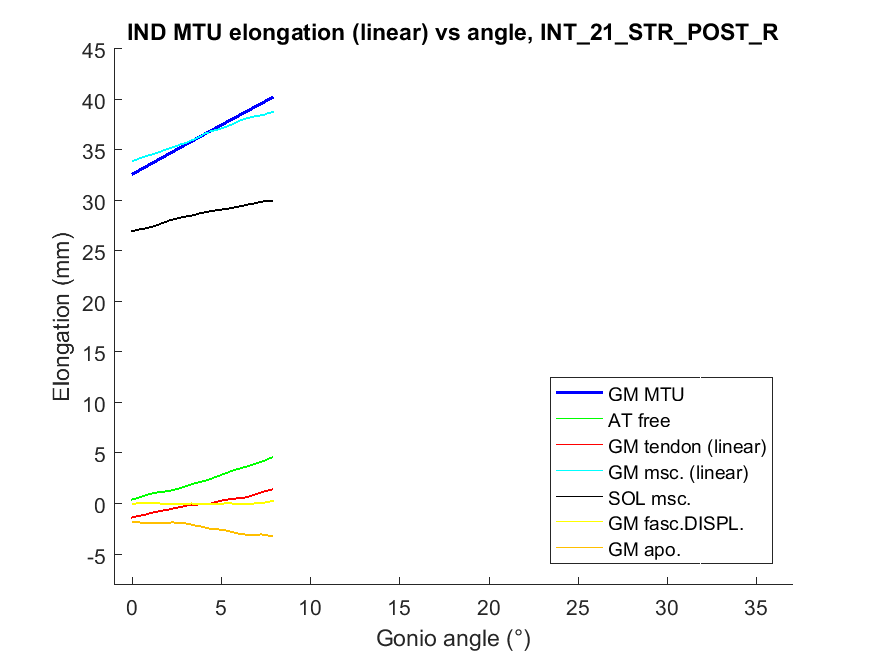 IND MTU elongation (linear) vs angle, INT_21_STR_POST_R
45
40
35
30
25
20
15
10
5
0
-5
Elongation (mm)
GM MTU
AT free
GM tendon (linear)
GM msc. (linear)
SOL msc.
GM fasc.DISPL.
GM apo.
0 5 10 15 20 25 30 35
Gonio angle (°)